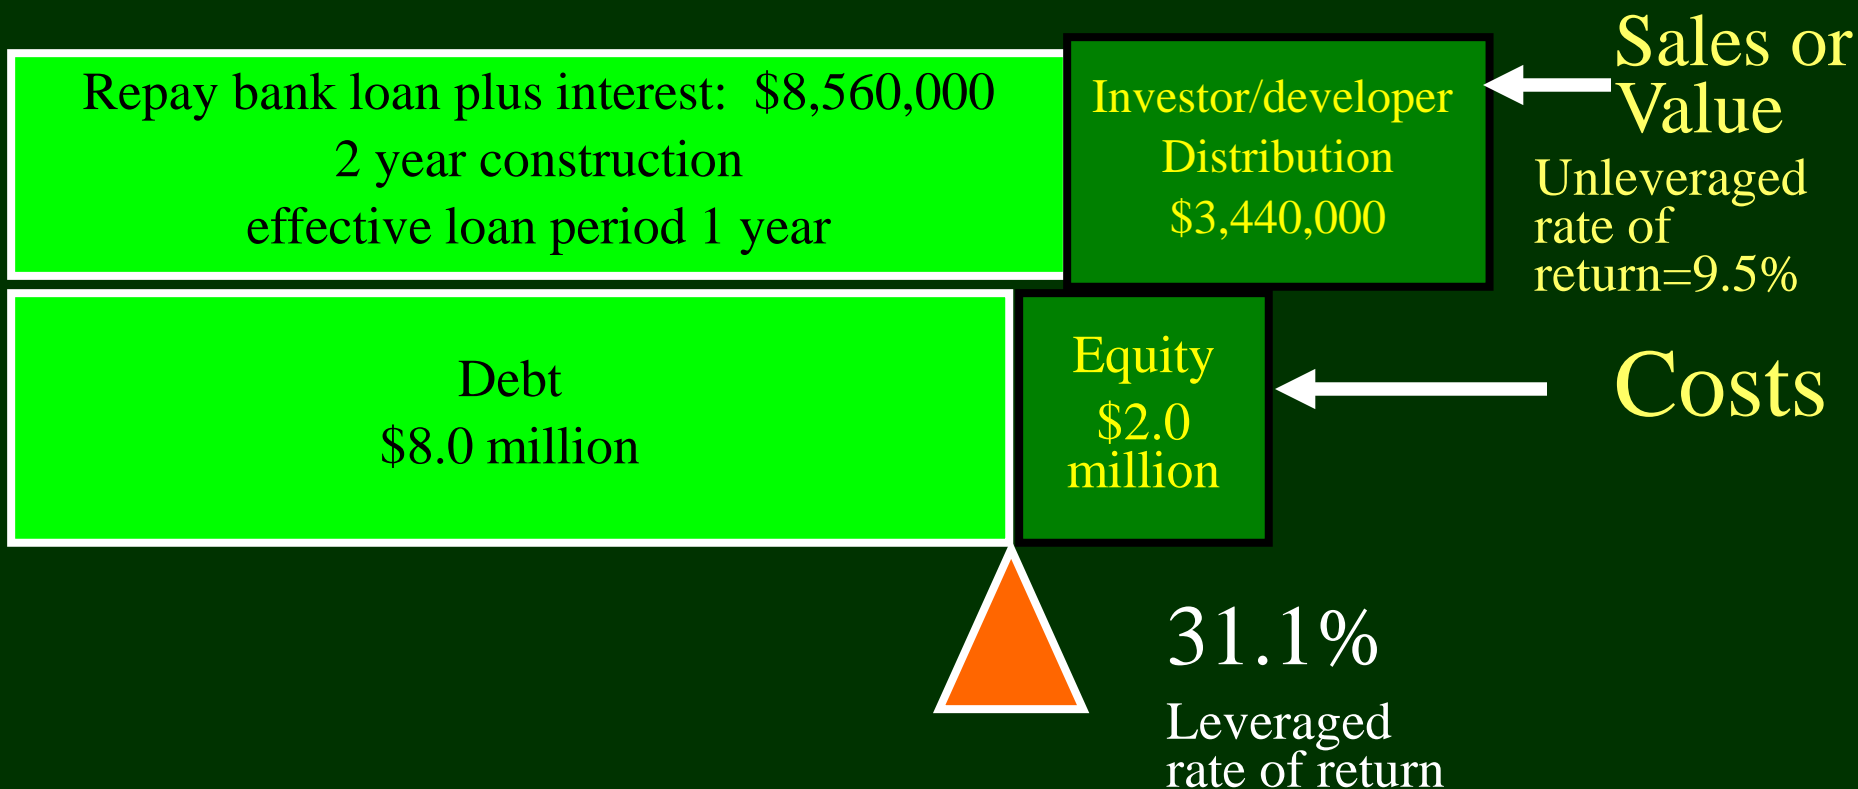 Repay bank loan plus interest:  $8,560,000
2 year construction
effective loan period 1 year
Investor/developer
Distribution
$3,440,000
Sales or
Value
Unleveraged
rate of
return=9.5%
Debt
$8.0 million
Equity
$2.0
million
Costs
31.1%
Leveraged
rate of return